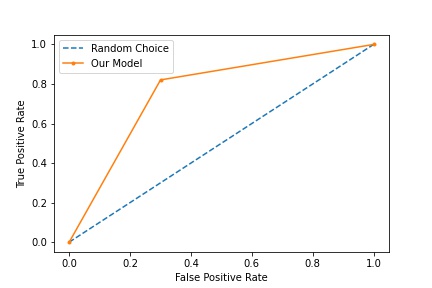 Random Choice
Our Model
1.0
0.8
0.6
0.4
0.2
0.0
True Positive Rate
0.0 0.2 0.4 0.6 0.8 1.0
False Positive Rate